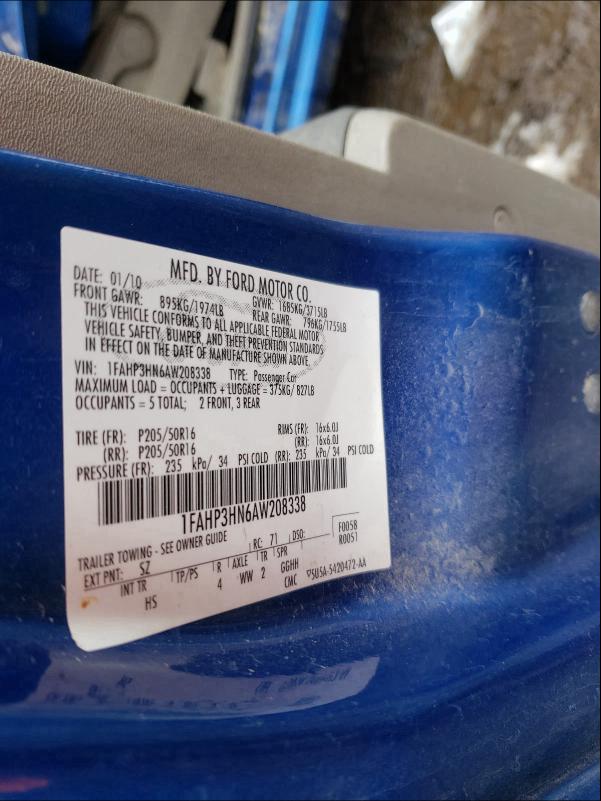 MFD. BY FORD MOTOR CO.
DATE: 01/10 GVWR: 1685KG/3715LB
FRONT GAWR: 895KG/1974LB REAR GAWR: 796KG/1755LB
THIS VEHICLE CONFORMS TO ALL APPLICABLE FEDERAL MOTOR
VEHICLE SAFETY, BUMPER, AND THEFT PREVENTION STANDARDS
IN EFFECT ON THE DATE OF MANUFACTURE SHOWN ABOVE.
VIN: 1FAHP3HN6AW208338 TYPE: Passenger Car
MAXIMUM LOAD = OCCUPANTS + LUGGAGE = 375KG/ 827LB
OCCUPANTS = 5 TOTAL; 2 FRONT, 3 REAR
TIRE (FR): P205/50R16 RIMS (FR): 16x6.0J
(RR): P205/50R16 (RR): 16x6.0J
PRESSURE (FR): 235 kPa/ 34 PSI COLD (RR): 235 kPa/ 34 PSI COLD
1FAHP3HN6AW208338
F0058
R0051
TRAILER TOWING - SEE OWNER GUIDE RC: 71 DSO:
EXT PNT: SZ
INT TR TP/PS R AXLE TR SPR
HS 4 WW 2 GGHH
CMC ▽5U5A-5420472-AA